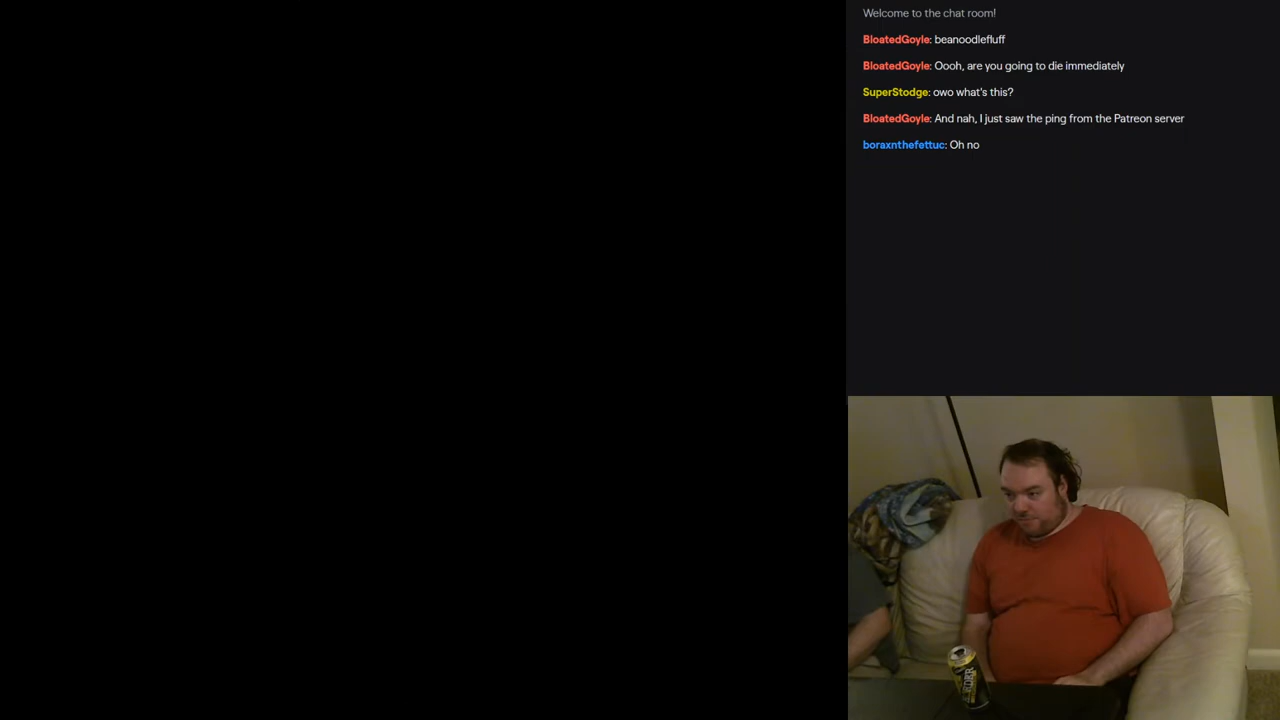 Welcome to the chat room!
BloatedGoyle: beanoodlefluff
BloatedGoyle: Oooh, are you going to die immediately
SuperStodge: owo what's this?
BloatedGoyle: And nah, I just saw the ping from the Patreon server
boraxnthefettuc: Oh no